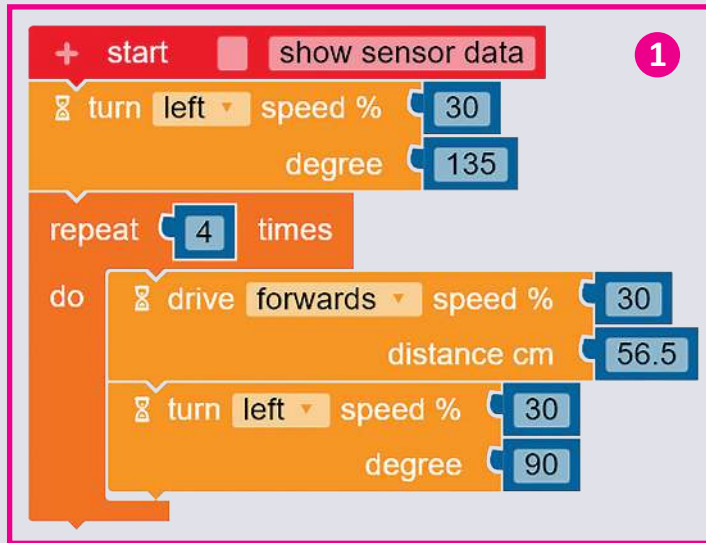 + start show sensor data
1
turn left speed % 30
degree 135
repeat 4 times
do
drive forwards speed % 30
distance cm 56.5
turn left speed % 30
degree 90